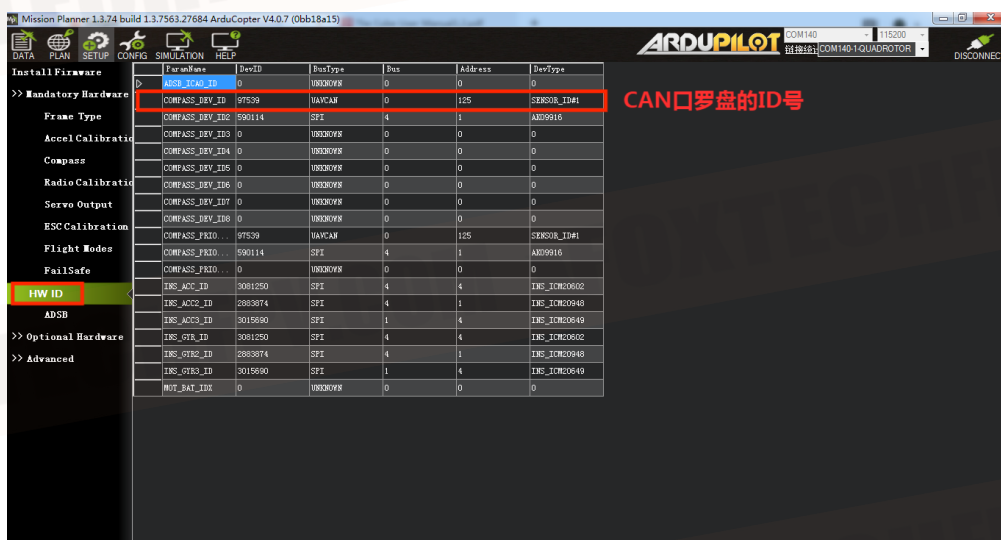 Mission Planner 1.3.74 build 1.3.7563.27684 ArduCopter V4.0.7 (0bb18a15)
DATA PLAN SETUP CONFIG SIMULATION HELP
ARDUPILOT
COM140 115200
链接统计 COM140-1-QUADROTOR
DISCONNEC
Install Firmware
>> Mandatory Hardware
Frame Type
Accel Calibratio
Compass
Radio Calibratio
Servo Output
ESC Calibration
Flight Modes
FailSafe
HW ID
ADSB
>> Optional Hardware
>> Advanced
ParamName DevID BusType Bus Address DevType
ADSB_ICAO_ID 0 UNKNOWN 0 0 0
COMPASS_DEV_ID 97539 UAVCAN 0 125 SENSOR_ID#1
COMPASS_DEV_ID2 590114 SPI 4 1 AK09916
COMPASS_DEV_ID3 0 UNKNOWN 0 0 0
COMPASS_DEV_ID4 0 UNKNOWN 0 0 0
COMPASS_DEV_ID5 0 UNKNOWN 0 0 0
COMPASS_DEV_ID6 0 UNKNOWN 0 0 0
COMPASS_DEV_ID7 0 UNKNOWN 0 0 0
COMPASS_DEV_ID8 0 UNKNOWN 0 0 0
COMPASS_PRIO... 97539 UAVCAN 0 125 SENSOR_ID#1
COMPASS_PRIO... 590114 SPI 4 1 AK09916
COMPASS_PRIO... 0 UNKNOWN 0 0 0
INS_ACC_ID 3081250 SPI 4 4 INS_ICM20602
INS_ACC2_ID 2883874 SPI 4 1 INS_ICM20948
INS_ACC3_ID 3015690 SPI 1 4 INS_ICM20649
INS_GYR_ID 3081250 SPI 4 4 INS_ICM20602
INS_GYR2_ID 2883874 SPI 4 1 INS_ICM20948
INS_GYR3_ID 3015690 SPI 1 4 INS_ICM20649
MOT_BAT_IDX 0 UNKNOWN 0 0 0
CAN口罗盘的ID号